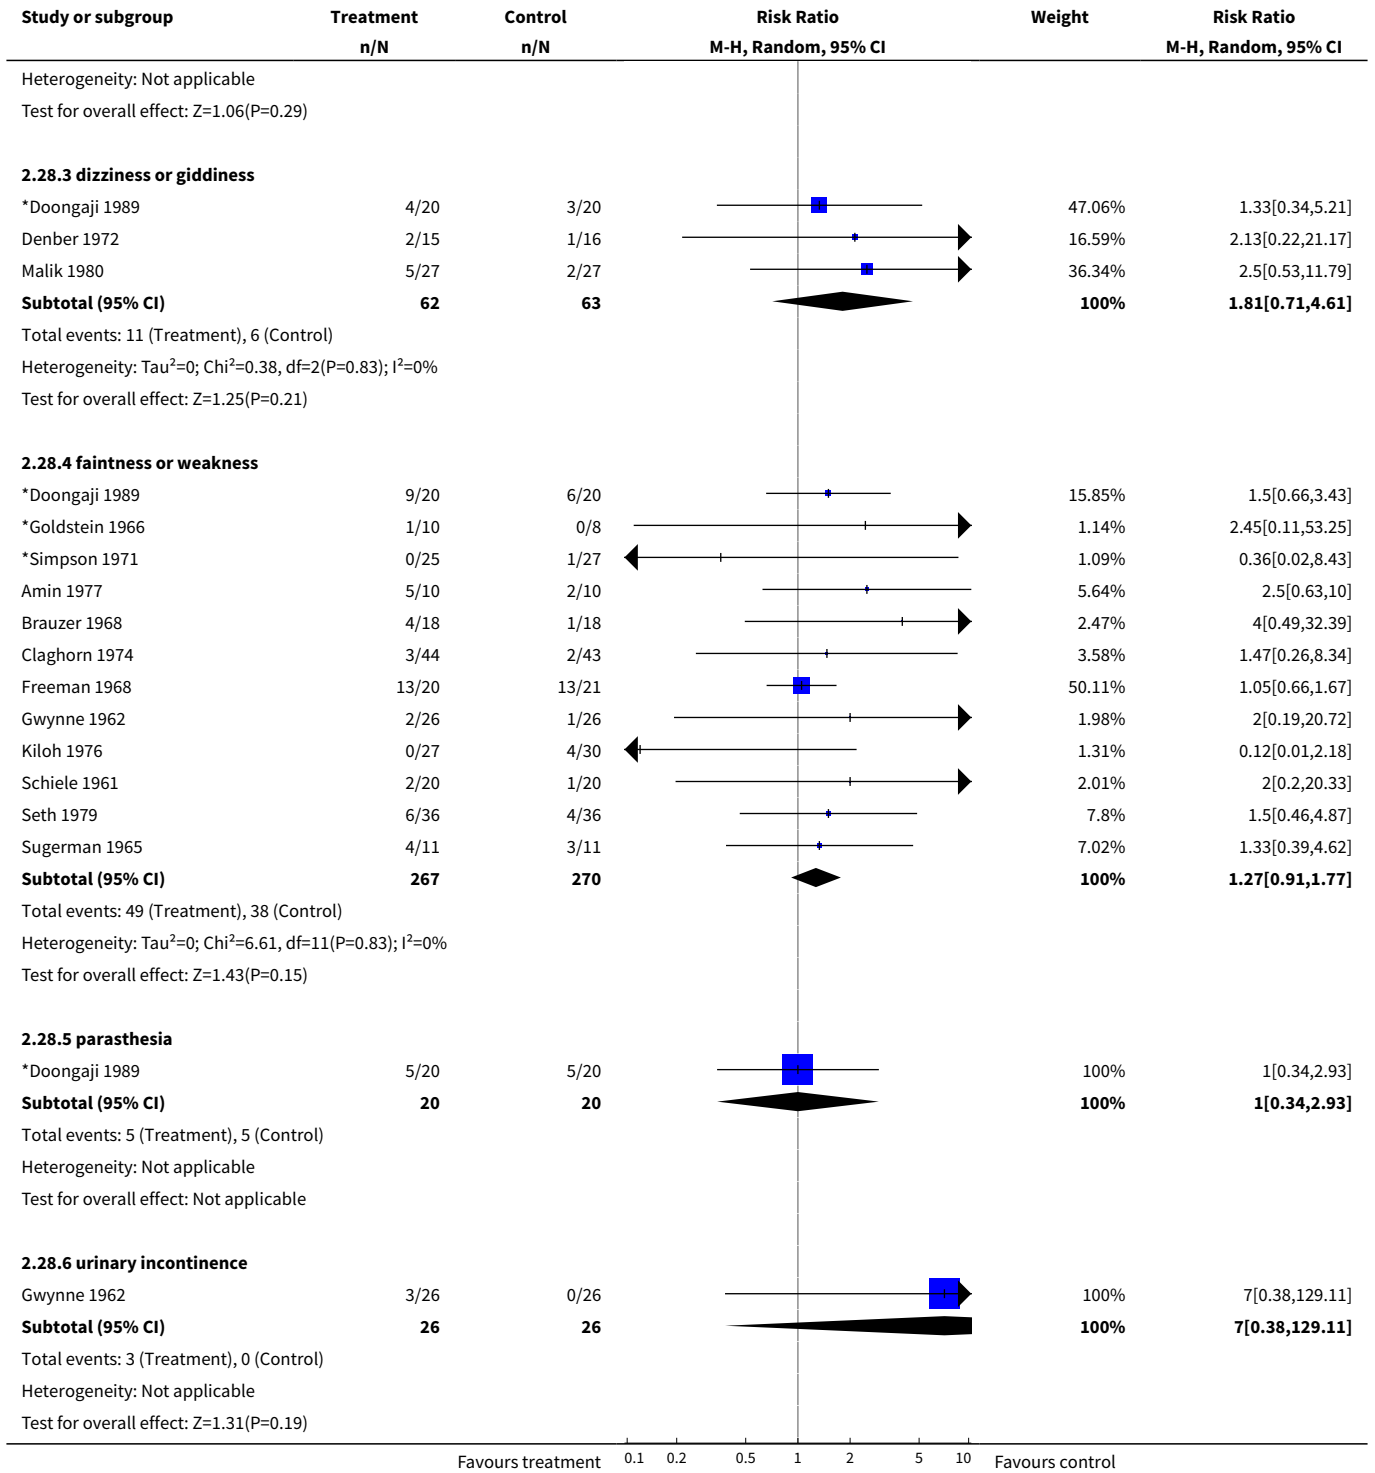 Study or subgroup Treatment Control Risk Ratio Weight Risk Ratio
n/N n/N M-H, Random, 95% CI M-H, Random, 95% CI
Heterogeneity: Not applicable
Test for overall effect: Z=1.06(P=0.29)
2.28.3 dizziness or giddiness
*Doongaji 1989 4/20 3/20 47.06% 1.33[0.34,5.21]
Denber 1972 2/15 1/16 16.59% 2.13[0.22,21.17]
Malik 1980 5/27 2/27 36.34% 2.5[0.53,11.79]
Subtotal (95% CI) 62 63 100% 1.81[0.71,4.61]
Total events: 11 (Treatment), 6 (Control)
Heterogeneity: Tau²=0; Chi²=0.38, df=2(P=0.83); I²=0%
Test for overall effect: Z=1.25(P=0.21)
2.28.4 faintness or weakness
*Doongaji 1989 9/20 6/20 15.85% 1.5[0.66,3.43]
*Goldstein 1966 1/10 0/8 1.14% 2.45[0.11,53.25]
*Simpson 1971 0/25 1/27 1.09% 0.36[0.02,8.43]
Amin 1977 5/10 2/10 5.64% 2.5[0.63,10]
Brauzer 1968 4/18 1/18 2.47% 4[0.49,32.39]
Claghorn 1974 3/44 2/43 3.58% 1.47[0.26,8.34]
Freeman 1968 13/20 13/21 50.11% 1.05[0.66,1.67]
Gwynne 1962 2/26 1/26 1.98% 2[0.19,20.72]
Kiloh 1976 0/27 4/30 1.31% 0.12[0.01,2.18]
Schiele 1961 2/20 1/20 2.01% 2[0.2,20.33]
Seth 1979 6/36 4/36 7.8% 1.5[0.46,4.87]
Sugerman 1965 4/11 3/11 7.02% 1.33[0.39,4.62]
Subtotal (95% CI) 267 270 100% 1.27[0.91,1.77]
Total events: 49 (Treatment), 38 (Control)
Heterogeneity: Tau²=0; Chi²=6.61, df=11(P=0.83); I²=0%
Test for overall effect: Z=1.43(P=0.15)
2.28.5 parasthesia
*Doongaji 1989 5/20 5/20 100% 1[0.34,2.93]
Subtotal (95% CI) 20 20 100% 1[0.34,2.93]
Total events: 5 (Treatment), 5 (Control)
Heterogeneity: Not applicable
Test for overall effect: Not applicable
2.28.6 urinary incontinence
Gwynne 1962 3/26 0/26 100% 7[0.38,129.11]
Subtotal (95% CI) 26 26 100% 7[0.38,129.11]
Total events: 3 (Treatment), 0 (Control)
Heterogeneity: Not applicable
Test for overall effect: Z=1.31(P=0.19)
Favours treatment 0.1 0.2 0.5 1 2 5 10 Favours control